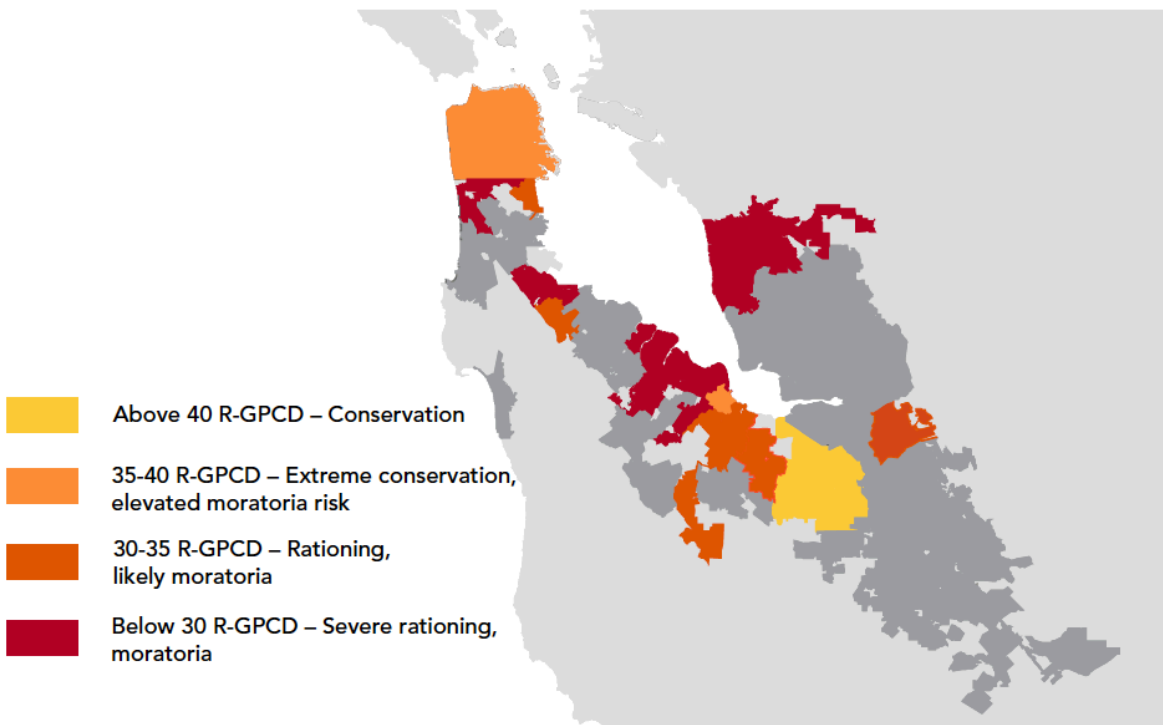 Above 40 R-GPCD – Conservation
35-40 R-GPCD – Extreme conservation,
elevated moratoria risk
30-35 R-GPCD – Rationing,
likely moratoria
Below 30 R-GPCD – Severe rationing,
moratoria